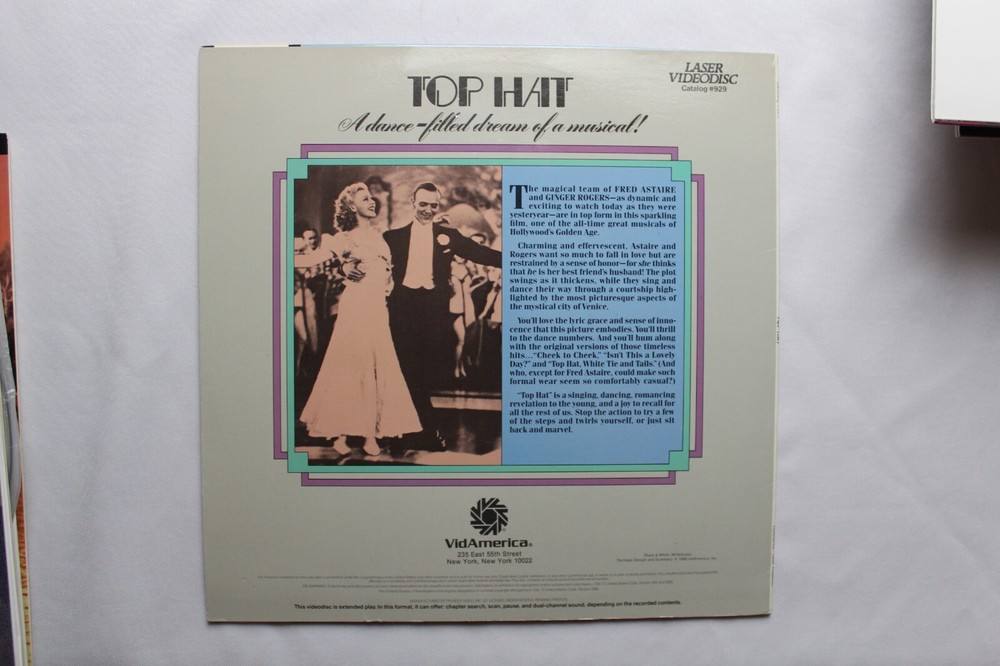 TOP HAT
A dance-filled dream of a musical!
LASER
VIDEODISC
Catalog #929
The magical team of FRED ASTAIRE
and GINGER ROGERS—as dynamic and
exciting to watch today as they were
yesteryear—are in top form in this sparkling
film, one of the all-time great musicals of
Hollywood's Golden Age.
Charming and effervescent, Astaire and
Rogers want so much to fall in love but are
restrained by a sense of honor—for she thinks
that he is her best friend's husband! The plot
swings as it thickens, while they sing and
dance their way through a courtship high-
lighted by the most picturesque aspects of
the mystical city of Venice.
You'll love the lyric grace and sense of inno-
cence that this picture embodies. You'll thrill
to the dance numbers. And you'll hum along
with the original versions of those timeless
hits..."Cheek to Cheek," "Isn't This a Lovely
Day?" and "Top Hat, White Tie and Tails." (And
who, except for Fred Astaire, could make such
formal wear seem so comfortably casual?)
"Top Hat" is a singing, dancing, romancing
revelation to the young, and a joy to recall for
all the rest of us. Stop the action to try a few
of the steps and twirls yourself, or just sit
back and marvel.
VidAmerica®
235 East 55th Street
New York, New York 10022
This videodisc is extended play. In this format, it can offer: chapter search, scan, pause, and dual-channel sound, depending on the recorded contents.